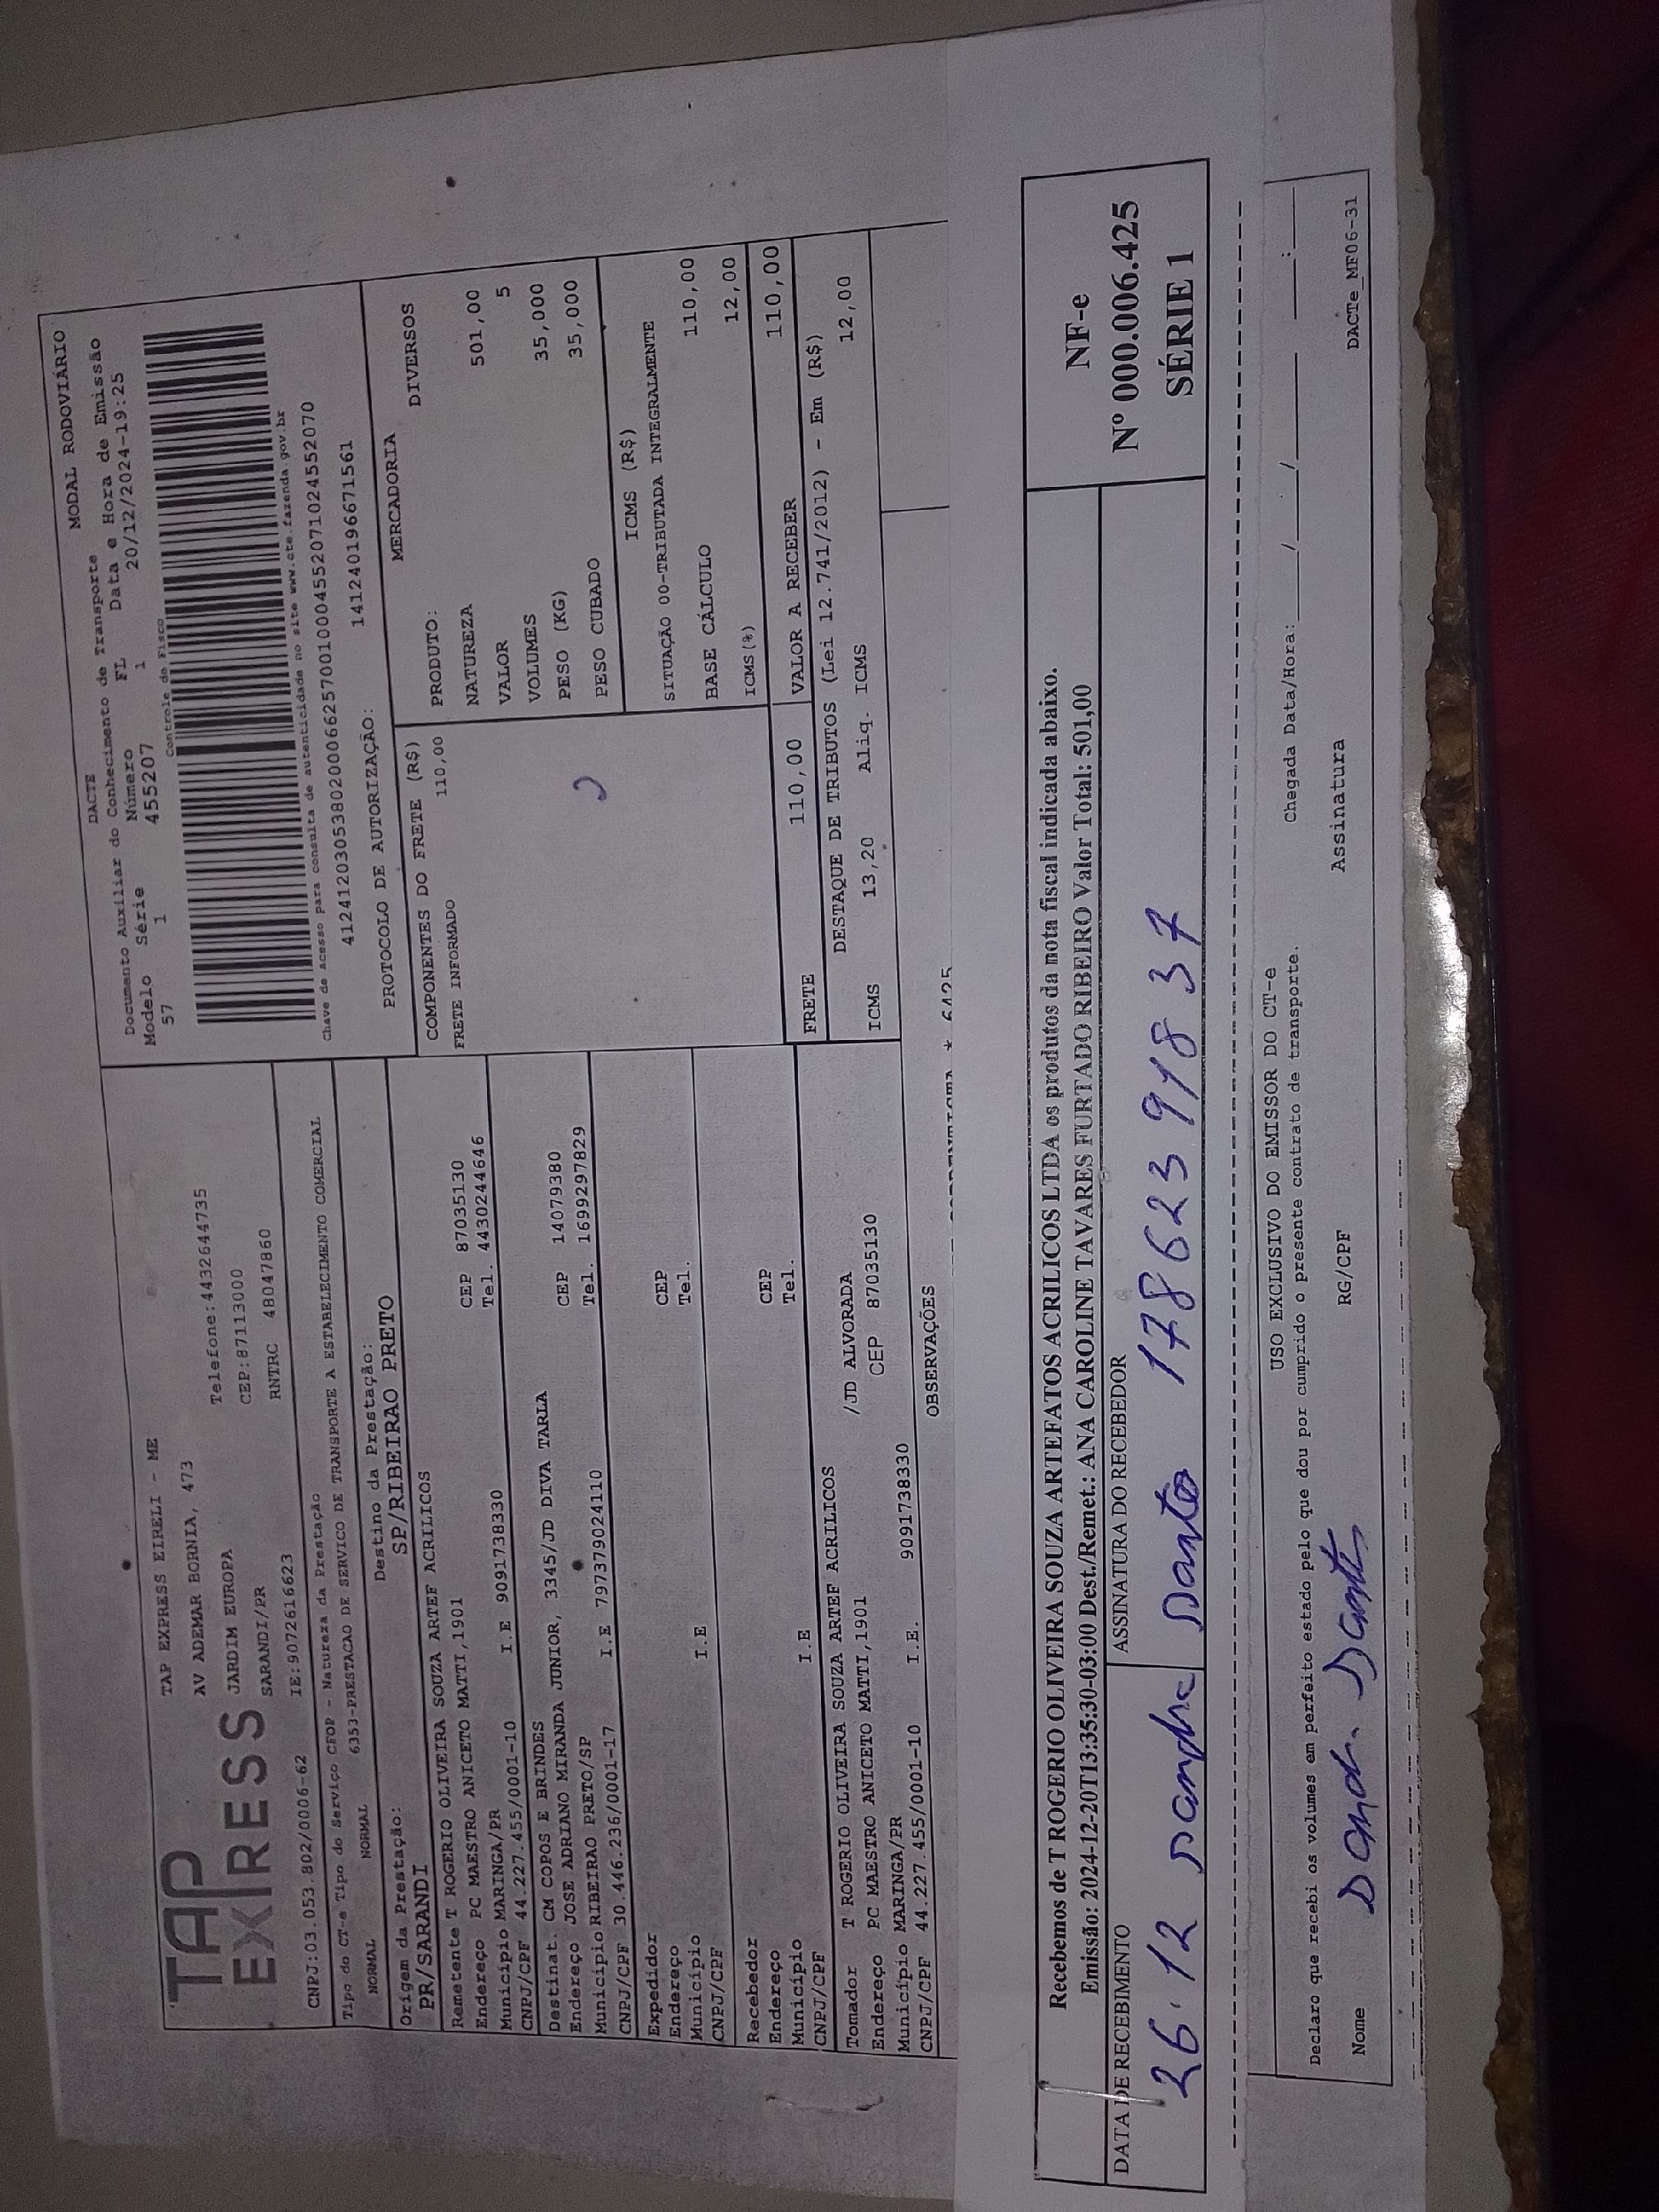 TAP
EXPRESS
TAP EXPRESS EIRELI - ME
AV ADEMAR BORNIA, 473
JARDIM EUROPA
SARANDI/PR
IE:9072616623
Telefone:4432644735
CEP:87113000
RNTRC 48047860
CNPJ:03.053.802/0006-62
DACTE
MODAL RODOVIÁRIO
Documento Auxiliar do Conhecimento de Transporte
Modelo Série Número FL Data e Hora de Emissão
57 1 455207 1 20/12/2024-19:25
Controle do Fisco
Chave de acesso para consulta de autenticidade no site www.cte.fazenda.gov.br
41241203053802000662570010004552071024552070
PROTOCOLO DE AUTORIZAÇÃO: 141240196671561
Tipo do CT-e Tipo do Serviço CFOP - Natureza da Prestação
NORMAL NORMAL 6353-PRESTACAO DE SERVICO DE TRANSPORTE A ESTABELECIMENTO COMERCIAL
Origem da Prestação: Destino da Prestação:
PR/SARANDI SP/RIBEIRAO PRETO
Remetente T ROGERIO OLIVEIRA SOUZA ARTEF ACRILICOS
Endereço PC MAESTRO ANICETO MATTI,1901 CEP 87035130
Município MARINGA/PR Tel. 4430244646
CNPJ/CPF 44.227.455/0001-10 I.E 9091738330
Destinat. CM COPOS E BRINDES
Endereço JOSE ADRIANO MIRANDA JUNIOR, 3345/JD DIVA TARLA CEP 14079380
Município RIBEIRAO PRETO/SP Tel. 1699297829
CNPJ/CPF 30.446.236/0001-17 I.E 797379024110
Expedidor
Endereço CEP
Município Tel.
CNPJ/CPF I.E
Recebedor
Endereço CEP
Município Tel.
CNPJ/CPF I.E
Tomador T ROGERIO OLIVEIRA SOUZA ARTEF ACRILICOS
Endereço PC MAESTRO ANICETO MATTI,1901 /JD ALVORADA
Município MARINGA/PR CEP 87035130
CNPJ/CPF 44.227.455/0001-10 I.E. 9091738330
COMPONENTES DO FRETE (R$)
FRETE INFORMADO 110,00
MERCADORIA
PRODUTO: DIVERSOS
NATUREZA
VALOR 501,00
VOLUMES 5
PESO (KG) 35,000
PESO CUBADO 35,000
ICMS (R$)
SITUAÇÃO 00-TRIBUTADA INTEGRALMENTE
BASE CÁLCULO 110,00
ICMS(%) 12,00
FRETE 110,00 VALOR A RECEBER 110,00
DESTAQUE DE TRIBUTOS (Lei 12.741/2012) - Em (R$)
ICMS 13,20 Aliq. ICMS 12,00
OBSERVAÇÕES
Recebemos de T ROGERIO OLIVEIRA SOUZA ARTEFATOS ACRILICOS LTDA os produtos da nota fiscal indicada abaixo.
Emissão: 2024-12-20T13:35:30-03:00 Dest./Remet.: ANA CAROLINE TAVARES FURTADO RIBEIRO Valor Total: 501,00
DATA DE RECEBIMENTO ASSINATURA DO RECEBEDOR
26.12 Sandra Santos 178623918 37
NF-e
Nº 000.006.425
SÉRIE 1
USO EXCLUSIVO DO EMISSOR DO CT-e
Declaro que recebi os volumes em perfeito estado pelo que dou por cumprido o presente contrato de transporte. Chegada Data/Hora: ____/____/____ ____:____
Nome RG/CPF Assinatura DACTe_MF06-31